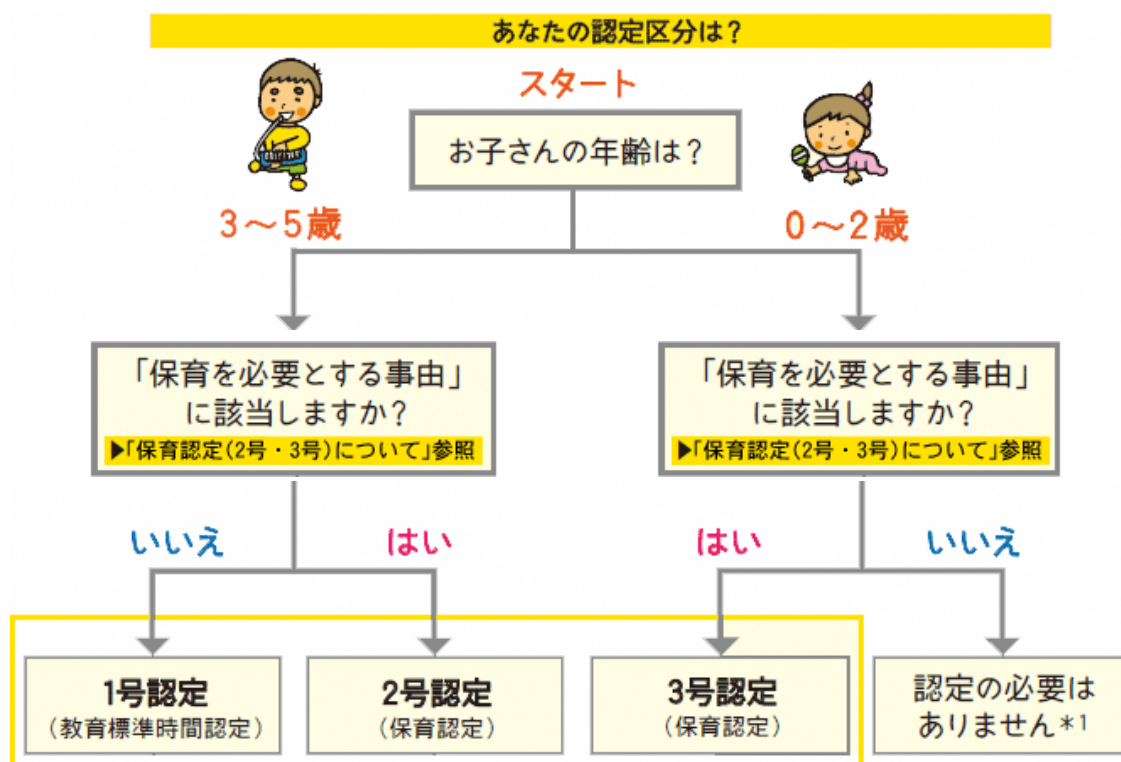 あなたの認定区分は？
スタート
お子さんの年齢は？
3～5歳
0～2歳
「保育を必要とする事由」
に該当しますか？
▶「保育認定(2号・3号)について」参照
「保育を必要とする事由」
に該当しますか？
▶「保育認定(2号・3号)について」参照
いいえ
はい
はい
いいえ
1号認定
（教育標準時間認定）
2号認定
（保育認定）
3号認定
（保育認定）
認定の必要は
ありません*1